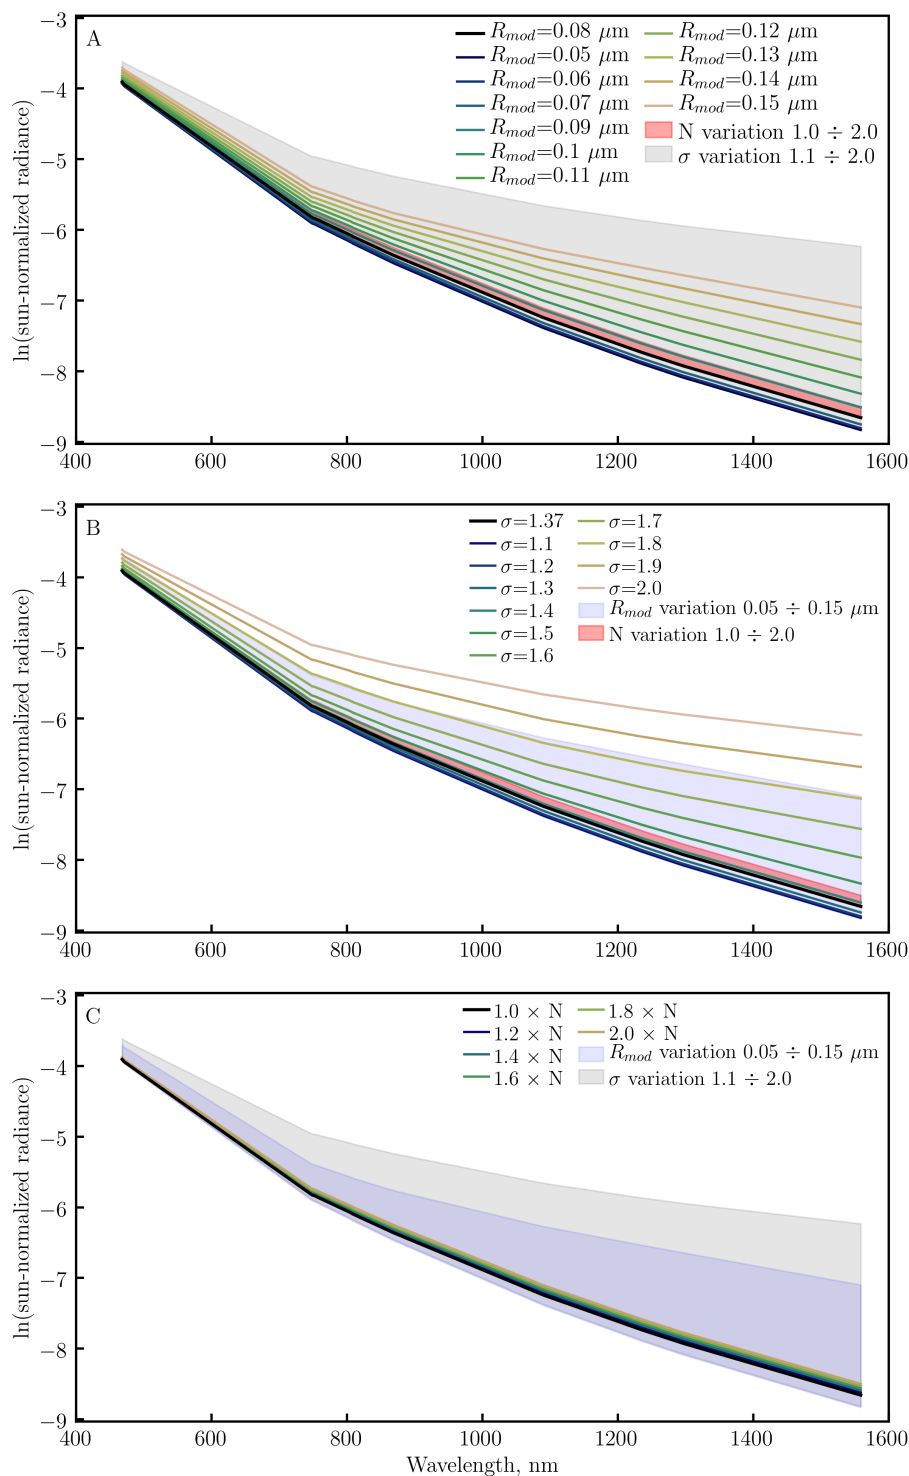 A
R_mod=0.08 μm
R_mod=0.05 μm
R_mod=0.06 μm
R_mod=0.07 μm
R_mod=0.09 μm
R_mod=0.1 μm
R_mod=0.11 μm
R_mod=0.12 μm
R_mod=0.13 μm
R_mod=0.14 μm
R_mod=0.15 μm
N variation 1.0 ÷ 2.0
σ variation 1.1 ÷ 2.0
ln(sun-normalized radiance)
−3
−4
−5
−6
−7
−8
−9
400 600 800 1000 1200 1400 1600
B
σ=1.37
σ=1.1
σ=1.2
σ=1.3
σ=1.4
σ=1.5
σ=1.6
σ=1.7
σ=1.8
σ=1.9
σ=2.0
R_mod variation 0.05 ÷ 0.15 μm
N variation 1.0 ÷ 2.0
ln(sun-normalized radiance)
−3
−4
−5
−6
−7
−8
−9
400 600 800 1000 1200 1400 1600
C
1.0 × N
1.2 × N
1.4 × N
1.6 × N
1.8 × N
2.0 × N
R_mod variation 0.05 ÷ 0.15 μm
σ variation 1.1 ÷ 2.0
ln(sun-normalized radiance)
−3
−4
−5
−6
−7
−8
−9
400 600 800 1000 1200 1400 1600
Wavelength, nm